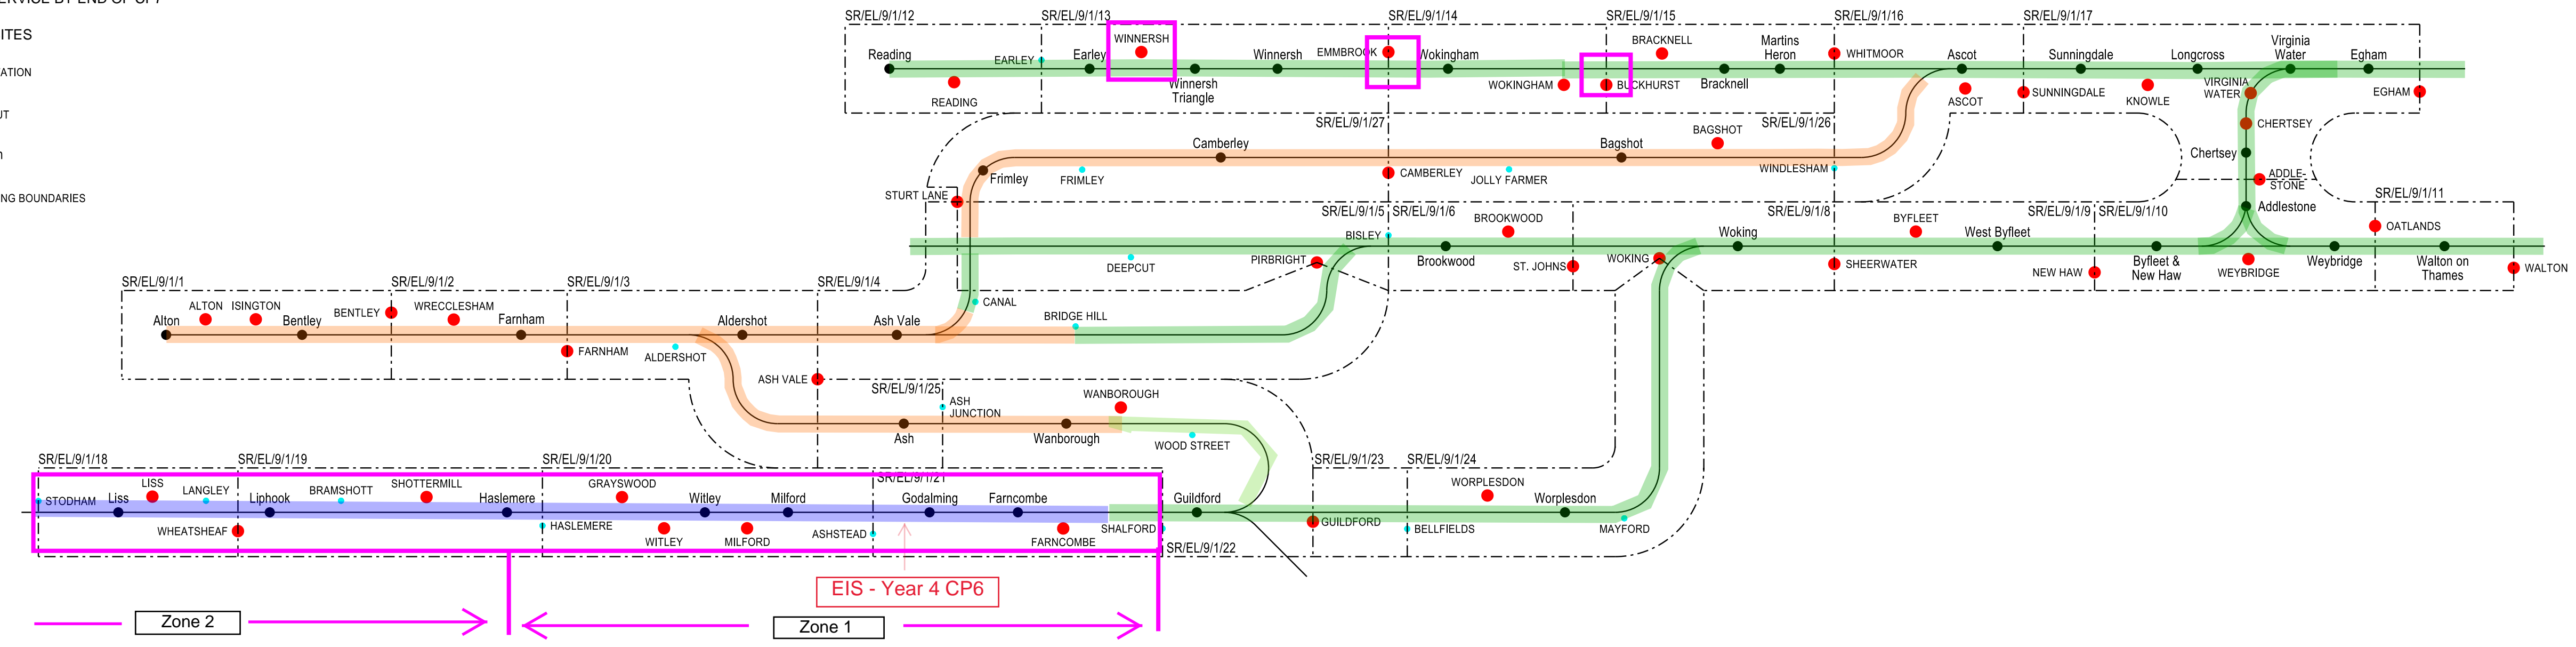 ERVICE BY END OF CP7
ITES
TATION
UT
n
NG BOUNDARIES
SR/EL/9/1/12
SR/EL/9/1/13
SR/EL/9/1/14
SR/EL/9/1/15
SR/EL/9/1/16
SR/EL/9/1/17
Reading
READING
EARLEY
Earley
WINNERSH
Winnersh
Triangle
Winnersh
EMMBROOK
Wokingham
WOKINGHAM
BUCKHURST
BRACKNELL
Bracknell
Martins
Heron
WHITMOOR
Ascot
ASCOT
SUNNINGDALE
Sunningdale
KNOWLE
Longcross
Virginia
Water
VIRGINIA
WATER
Egham
EGHAM
SR/EL/9/1/27
SR/EL/9/1/26
Camberley
Bagshot
BAGSHOT
Frimley
FRIMLEY
CAMBERLEY
JOLLY FARMER
WINDLESHAM
STURT LANE
CHERTSEY
Chertsey
ADDLE-
STONE
Addlestone
SR/EL/9/1/5
SR/EL/9/1/6
SR/EL/9/1/8
SR/EL/9/1/9
SR/EL/9/1/10
SR/EL/9/1/11
BISLEY
BROOKWOOD
Woking
BYFLEET
West Byfleet
OATLANDS
DEEPCUT
PIRBRIGHT
Brookwood
ST. JOHNS
WOKING
SHEERWATER
NEW HAW
Byfleet &
New Haw
WEYBRIDGE
Weybridge
Walton on
Thames
WALTON
SR/EL/9/1/1
SR/EL/9/1/2
SR/EL/9/1/3
SR/EL/9/1/4
ALTON
ISINGTON
BENTLEY
WRECCLESHAM
CANAL
BRIDGE HILL
Alton
Bentley
Farnham
Aldershot
Ash Vale
FARNHAM
ALDERSHOT
ASH VALE
SR/EL/9/1/25
ASH
JUNCTION
WANBOROUGH
Ash
Wanborough
WOOD STREET
SR/EL/9/1/18
SR/EL/9/1/19
SR/EL/9/1/20
SR/EL/9/1/21
SR/EL/9/1/23
SR/EL/9/1/24
STODHAM
Liss
LISS
LANGLEY
Liphook
BRAMSHOTT
SHOTTERMILL
Haslemere
GRAYSWOOD
Witley
Milford
Godalming
Farncombe
Guildford
WORPLESDON
Worplesdon
WHEATSHEAF
HASLEMERE
WITLEY
MILFORD
ASHSTEAD
FARNCOMBE
SHALFORD
GUILDFORD
BELLFIELDS
MAYFORD
SR/EL/9/1/22
EIS - Year 4 CP6
Zone 2
Zone 1